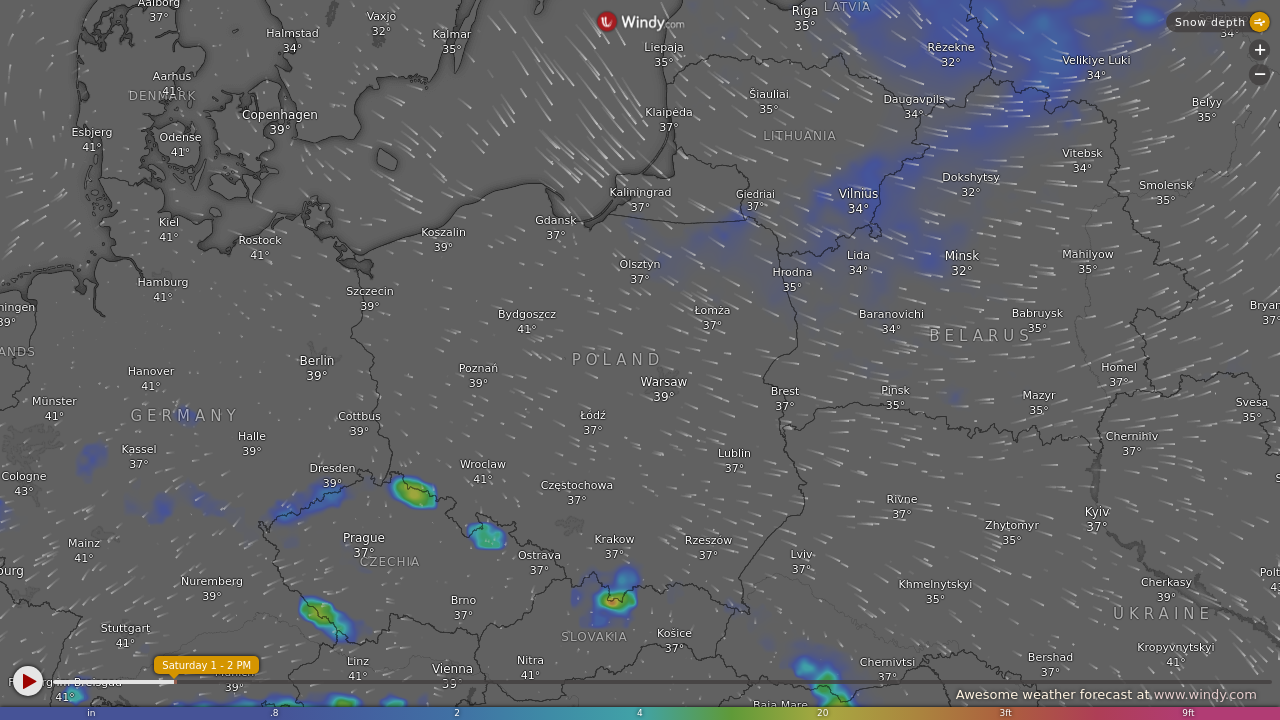 Aalborg
37°
Vaxjo
32°
Halmstad
34°
Kalmar
35°
Windy.com
Riga
35°
LATVIA
Snow depth
34°
+
−
Liepaja
35°
Rēzekne
32°
Velikiye Luki
34°
Aarhus
41°
DENMARK
Copenhagen
39°
Esbjerg
41°
Odense
41°
Klaipėda
37°
Šiauliai
35°
LITHUANIA
Daugavpils
34°
Belyy
35°
Vitebsk
34°
Smolensk
35°
Dokshytsy
32°
Kaliningrad
37°
Giedriai
37°
Vilnius
34°
Kiel
41°
Rostock
41°
Koszalin
39°
Gdansk
37°
Olsztyn
37°
Hrodna
35°
Lida
34°
Minsk
32°
Mahilyow
35°
Hamburg
41°
Szczecin
39°
ningen
39°
Bydgoszcz
41°
Łomża
37°
Baranovichi
34°
Babruysk
35°
Bryan
37°
BELARUS
ANDS
POLAND
Berlin
39°
Hanover
41°
Poznań
39°
Warsaw
39°
Homel
37°
Brest
37°
Pinsk
35°
Mazyr
35°
Svesa
35°
Münster
41°
GERMANY
Cottbus
39°
Łódź
37°
Halle
39°
Kassel
37°
Chernihiv
37°
Cologne
43°
Dresden
39°
Wroclaw
41°
Lublin
37°
Częstochowa
37°
Rivne
37°
Kyiv
37°
Zhytomyr
35°
Mainz
41°
Prague
37°
CZECHIA
Ostrava
37°
Krakow
37°
Rzeszow
37°
Lviv
37°
Khmelnytskyi
35°
Cherkasy
39°
UKRAINE
Nuremberg
39°
Brno
37°
Stuttgart
41°
SLOVAKIA
Košice
37°
Kropyvnytskyi
41°
Saturday 1 - 2 PM
Linz
41°
Vienna
39°
Nitra
41°
Chernivtsi
37°
Bershad
37°
41°
39°
Awesome weather forecast at www.windy.com
Baia Mare
in .8 2 4 20 3ft 9ft